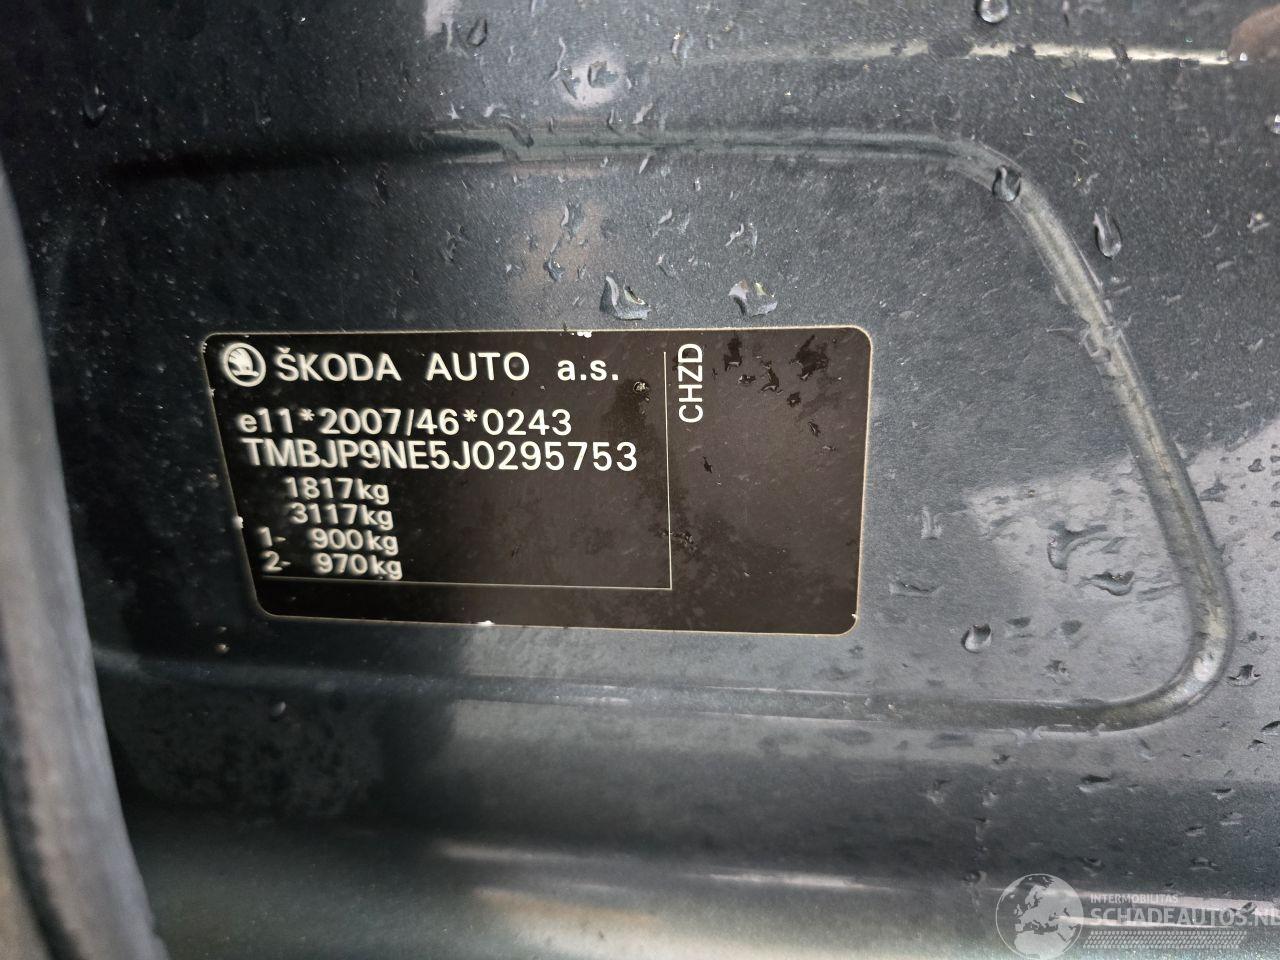 ŠKODA AUTO a.s.
e11*2007/46*0243
TMBJP9NE5J0295753
1817kg
3117kg
1- 900kg
2- 970kg
CHZD
INTERMOBILITAS
SCHADEAUTOS.NL